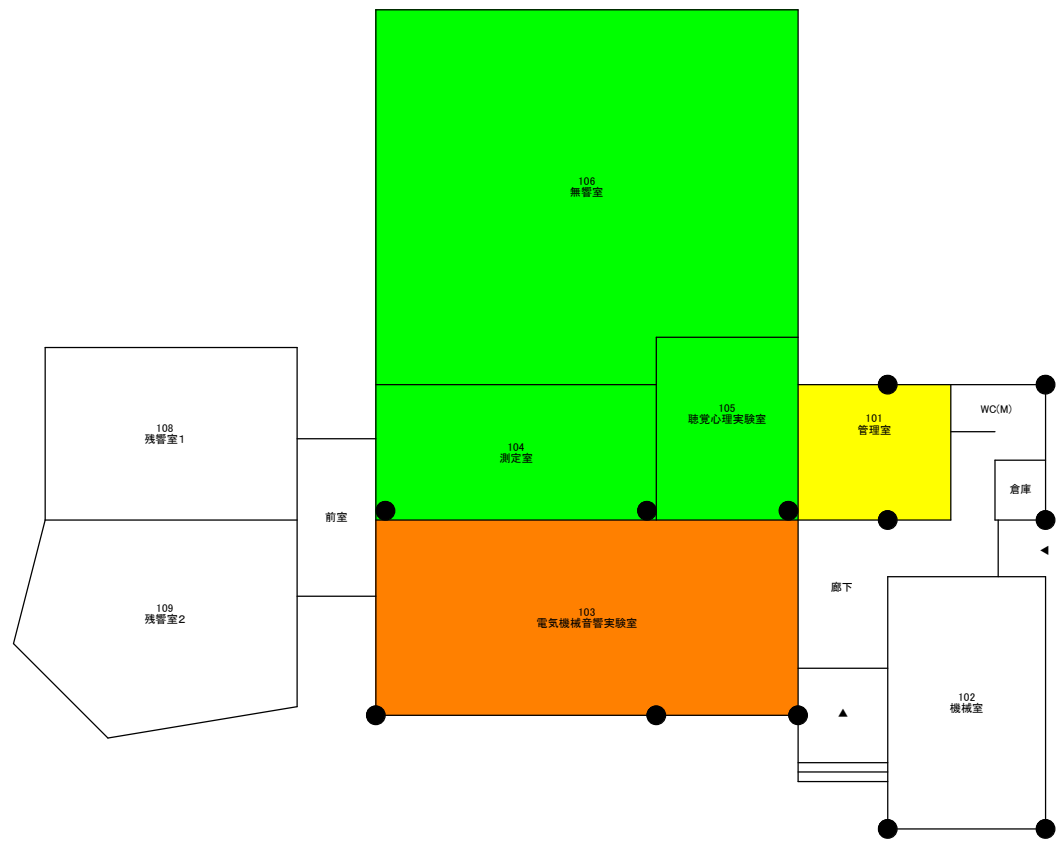 106
無響室
105
聴覚心理実験室
WC(M)
101
管理室
108
残響室1
104
測定室
倉庫
前室
廊下
109
残響室2
103
電気機械音響実験室
102
機械室